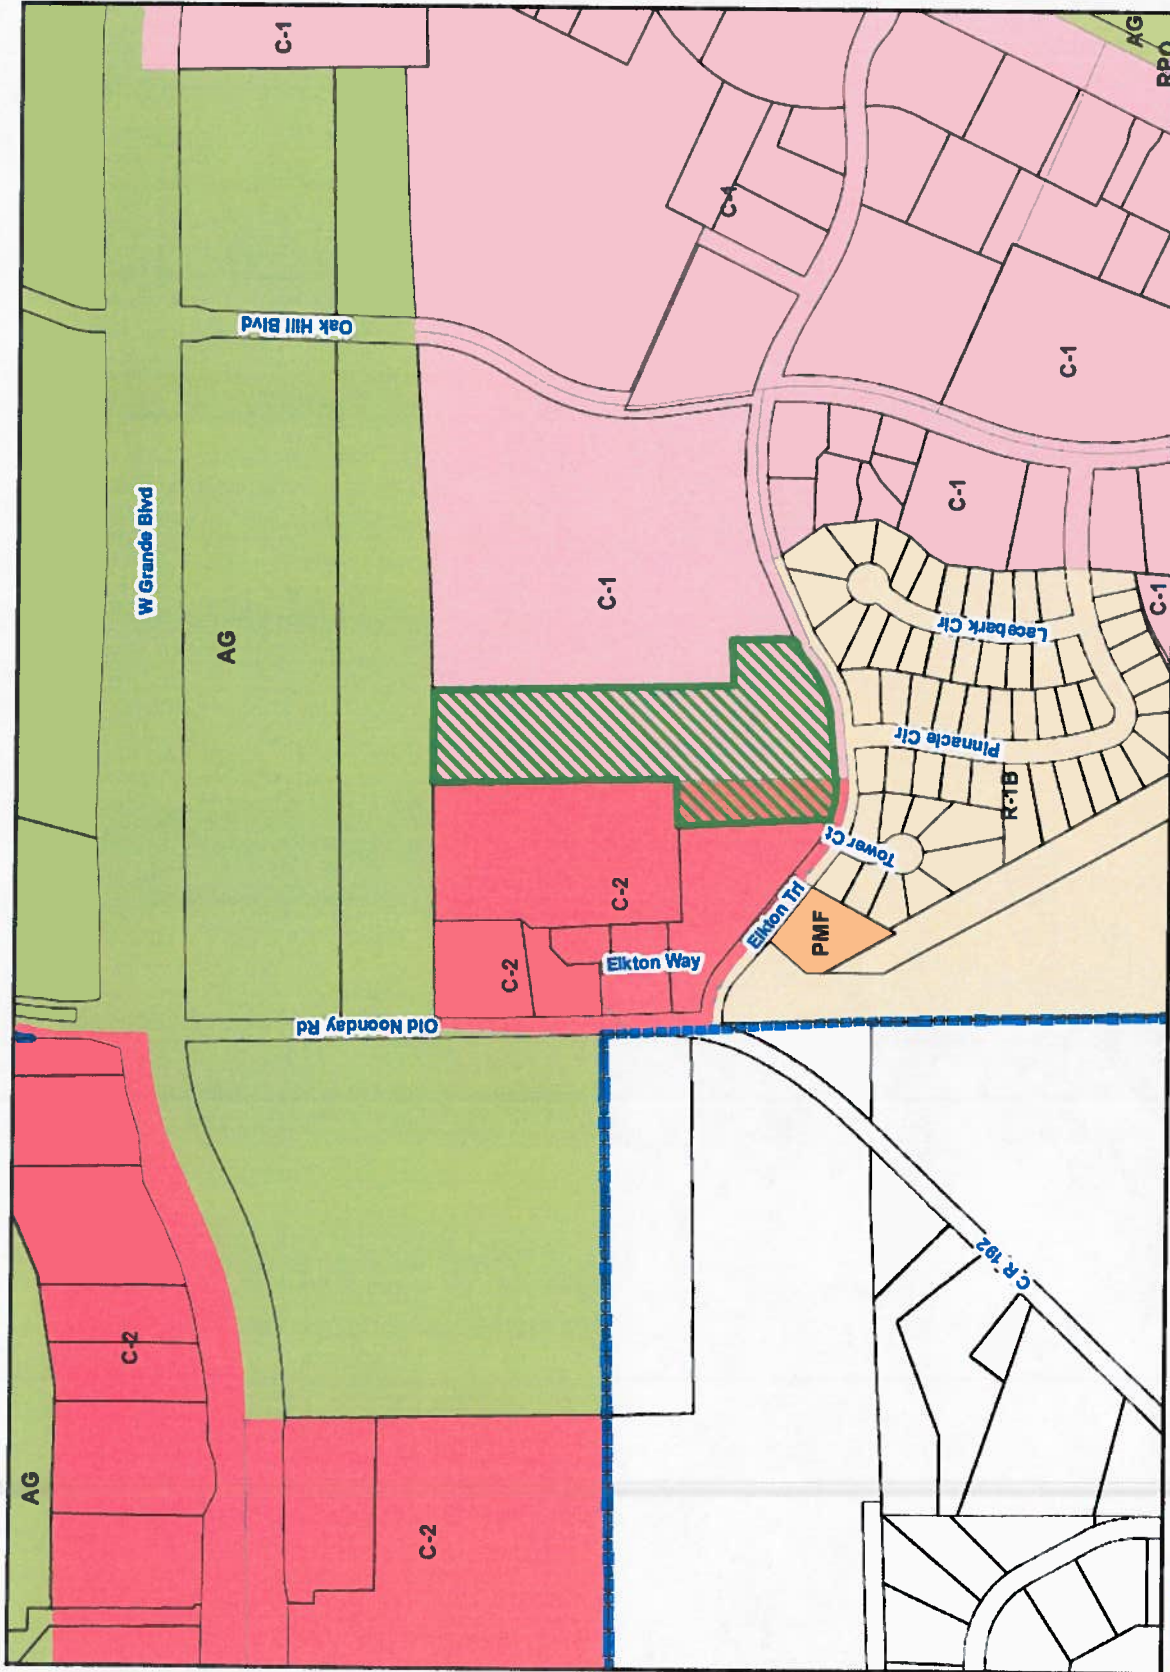 C-1
AG
RPO
Oak Hill Blvd
C-1
W Grande Blvd
AG
C-1
C-1
C-1
Lacebark Cir
C-1
Pinnacle Cir
R-1B
Tower Ct
C-2
Elkton Trl
PMF
C-2
Elkton Way
Old Noonday Rd
C R 192
C-2
AG
C-2